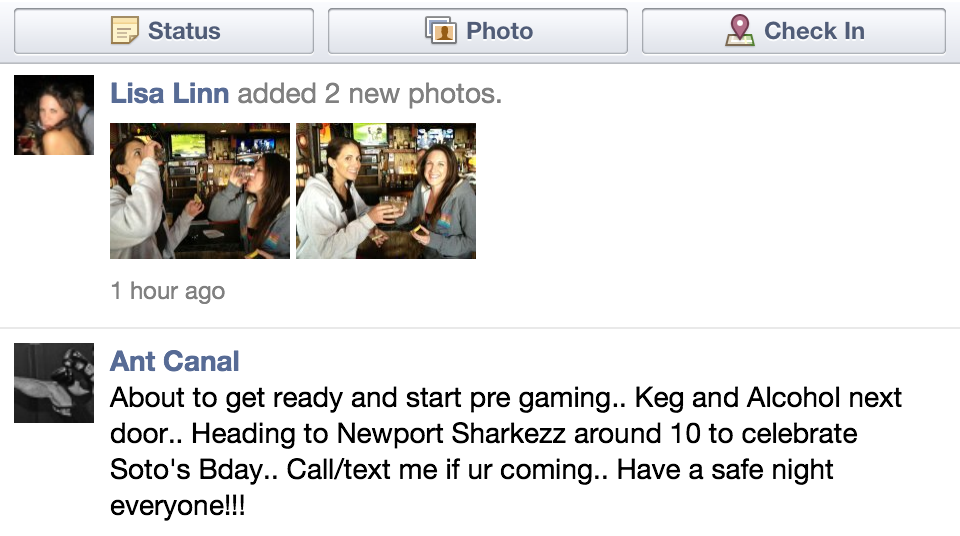 Status
Photo
Check In
Lisa Linn added 2 new photos.
1 hour ago
Ant Canal
About to get ready and start pre gaming.. Keg and Alcohol next
door.. Heading to Newport Sharkezz around 10 to celebrate
Soto's Bday.. Call/text me if ur coming.. Have a safe night
everyone!!!